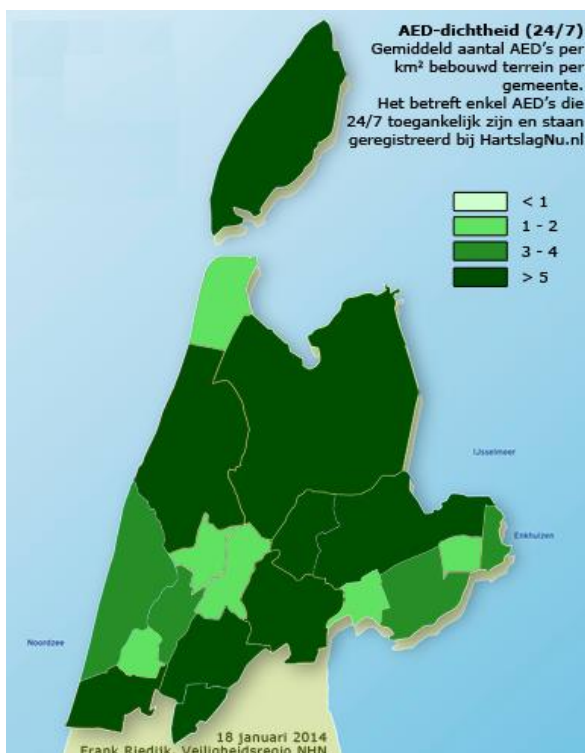 AED-dichtheid (24/7)
Gemiddeld aantal AED's per
km² bebouwd terrein per
gemeente.
Het betreft enkel AED's die
24/7 toegankelijk zijn en staan
geregistreerd bij HartslagNu.nl
< 1
1 - 2
3 - 4
> 5
IJsselmeer
Enkhuizen
Noordzee
18 januari 2014
Frank Riedijk, Veiligheidsregio NHN